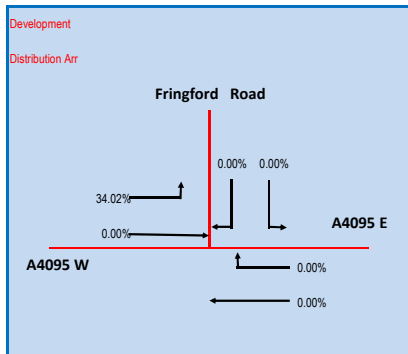 Development
Distribution Arr
Fringford Road
0.00% 0.00%
34.02%
A4095 E
0.00%
A4095 W
0.00%
0.00%